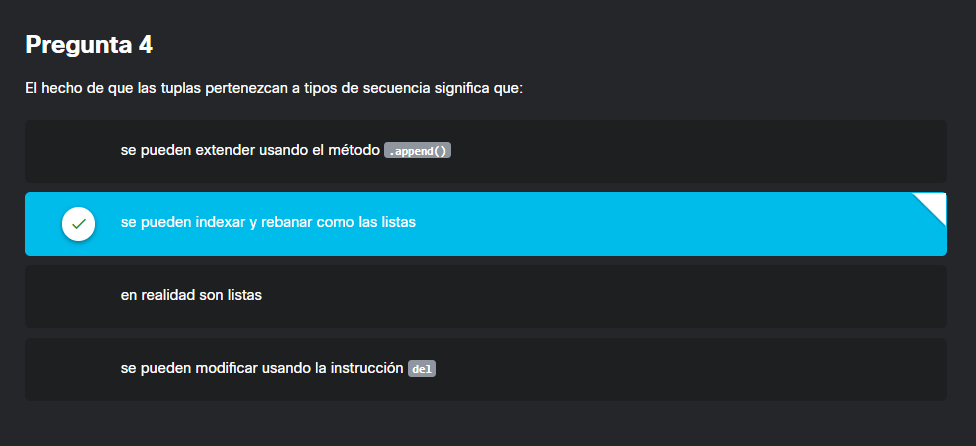 Pregunta 4
El hecho de que las tuplas pertenezcan a tipos de secuencia significa que:
se pueden extender usando el método .append()
se pueden indexar y rebanar como las listas
en realidad son listas
se pueden modificar usando la instrucción del